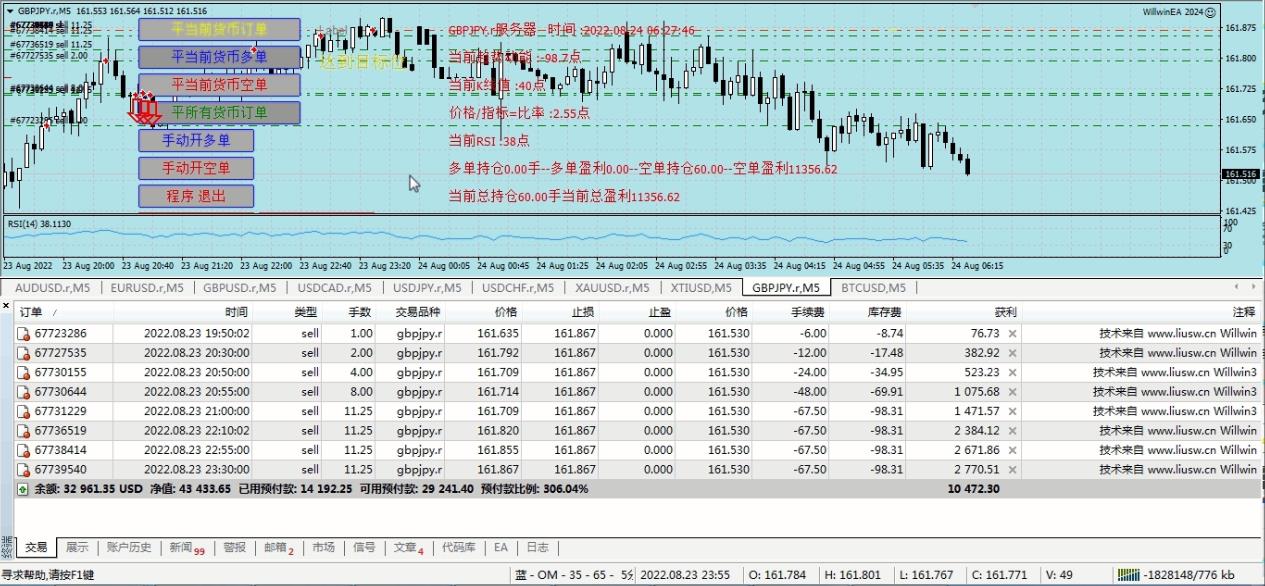 GBPJPY.r,M5 161.553 161.564 161.512 161.516
WillwinEA 2024☺
#67738414 sell 11.25
#67736519 sell 11.25
#67727535 sell 2.00
平当前货币订单
平当前货币多单
平当前货币空单
平所有货币订单
手动开多单
手动开空单
程序 退出
Label
达到目标位
GBPJPY.r服务器 时间 :2022.08.24 06:27:46
:-98.7点
当前K线值 :40点
价格/指标=比率 :2.55点
当前RSI :38点
多单持仓0.00手--多单盈利0.00--空单持仓60.00--空单盈利11356.62
当前总持仓60.00手当前总盈利11356.62
161.875
161.800
161.725
161.650
161.575
161.516
161.500
161.425
RSI(14) 38.1130
100
70
30
0
23 Aug 2022 23 Aug 20:00 23 Aug 20:40 23 Aug 21:20 23 Aug 22:00 23 Aug 22:40 23 Aug 23:20 24 Aug 00:05 24 Aug 00:45 24 Aug 01:25 24 Aug 02:05 24 Aug 02:55 24 Aug 03:35 24 Aug 04:15 24 Aug 04:55 24 Aug 05:35 24 Aug 06:15
AUDUSD.r,M5 EURUSD.r,M5 GBPUSD.r,M5 USDCAD.r,M5 USDJPY.r,M5 USDCHF.r,M5 XAUUSD.r,M5 XTIUSD,M5 GBPJPY.r,M5 BTCUSD,M5
订单 / 时间 类型 手数 交易品种 价格 止损 止盈 价格 手续费 库存费 获利 注释
67723286 2022.08.23 19:50:02 sell 1.00 gbpjpy.r 161.635 161.867 0.000 161.530 -6.00 -8.74 76.73 × 技术来自 www.liusw.cn Willwin
67727535 2022.08.23 20:30:00 sell 2.00 gbpjpy.r 161.792 161.867 0.000 161.530 -12.00 -17.48 382.92 × 技术来自 www.liusw.cn Willwin
67730155 2022.08.23 20:50:00 sell 4.00 gbpjpy.r 161.709 161.867 0.000 161.530 -24.00 -34.95 523.23 × 技术来自 www.liusw.cn Willwin3
67730644 2022.08.23 20:55:00 sell 8.00 gbpjpy.r 161.714 161.867 0.000 161.530 -48.00 -69.91 1 075.68 × 技术来自 www.liusw.cn Willwin3
67731229 2022.08.23 21:00:00 sell 11.25 gbpjpy.r 161.709 161.867 0.000 161.530 -67.50 -98.31 1 471.57 × 技术来自 www.liusw.cn Willwin3
67736519 2022.08.23 22:10:02 sell 11.25 gbpjpy.r 161.820 161.867 0.000 161.530 -67.50 -98.31 2 384.12 × 技术来自 www.liusw.cn Willwin
67738414 2022.08.23 22:55:00 sell 11.25 gbpjpy.r 161.855 161.867 0.000 161.530 -67.50 -98.31 2 671.86 × 技术来自 www.liusw.cn Willwin
67739540 2022.08.23 23:30:00 sell 11.25 gbpjpy.r 161.867 161.867 0.000 161.530 -67.50 -98.31 2 770.51 × 技术来自 www.liusw.cn Willwin
余额: 32 961.35 USD 净值: 43 433.65 已用预付款: 14 192.25 可用预付款: 29 241.40 预付款比例: 306.04% 10 472.30
交易 展示 账户历史 新闻 99 警报 邮箱 2 市场 信号 文章 4 代码库 EA 日志
寻求帮助,请按F1键 蓝 - OM - 35 - 65 - 5分 2022.08.23 23:55 O: 161.784 H: 161.801 L: 161.767 C: 161.771 V: 49 -1828148/776 kb